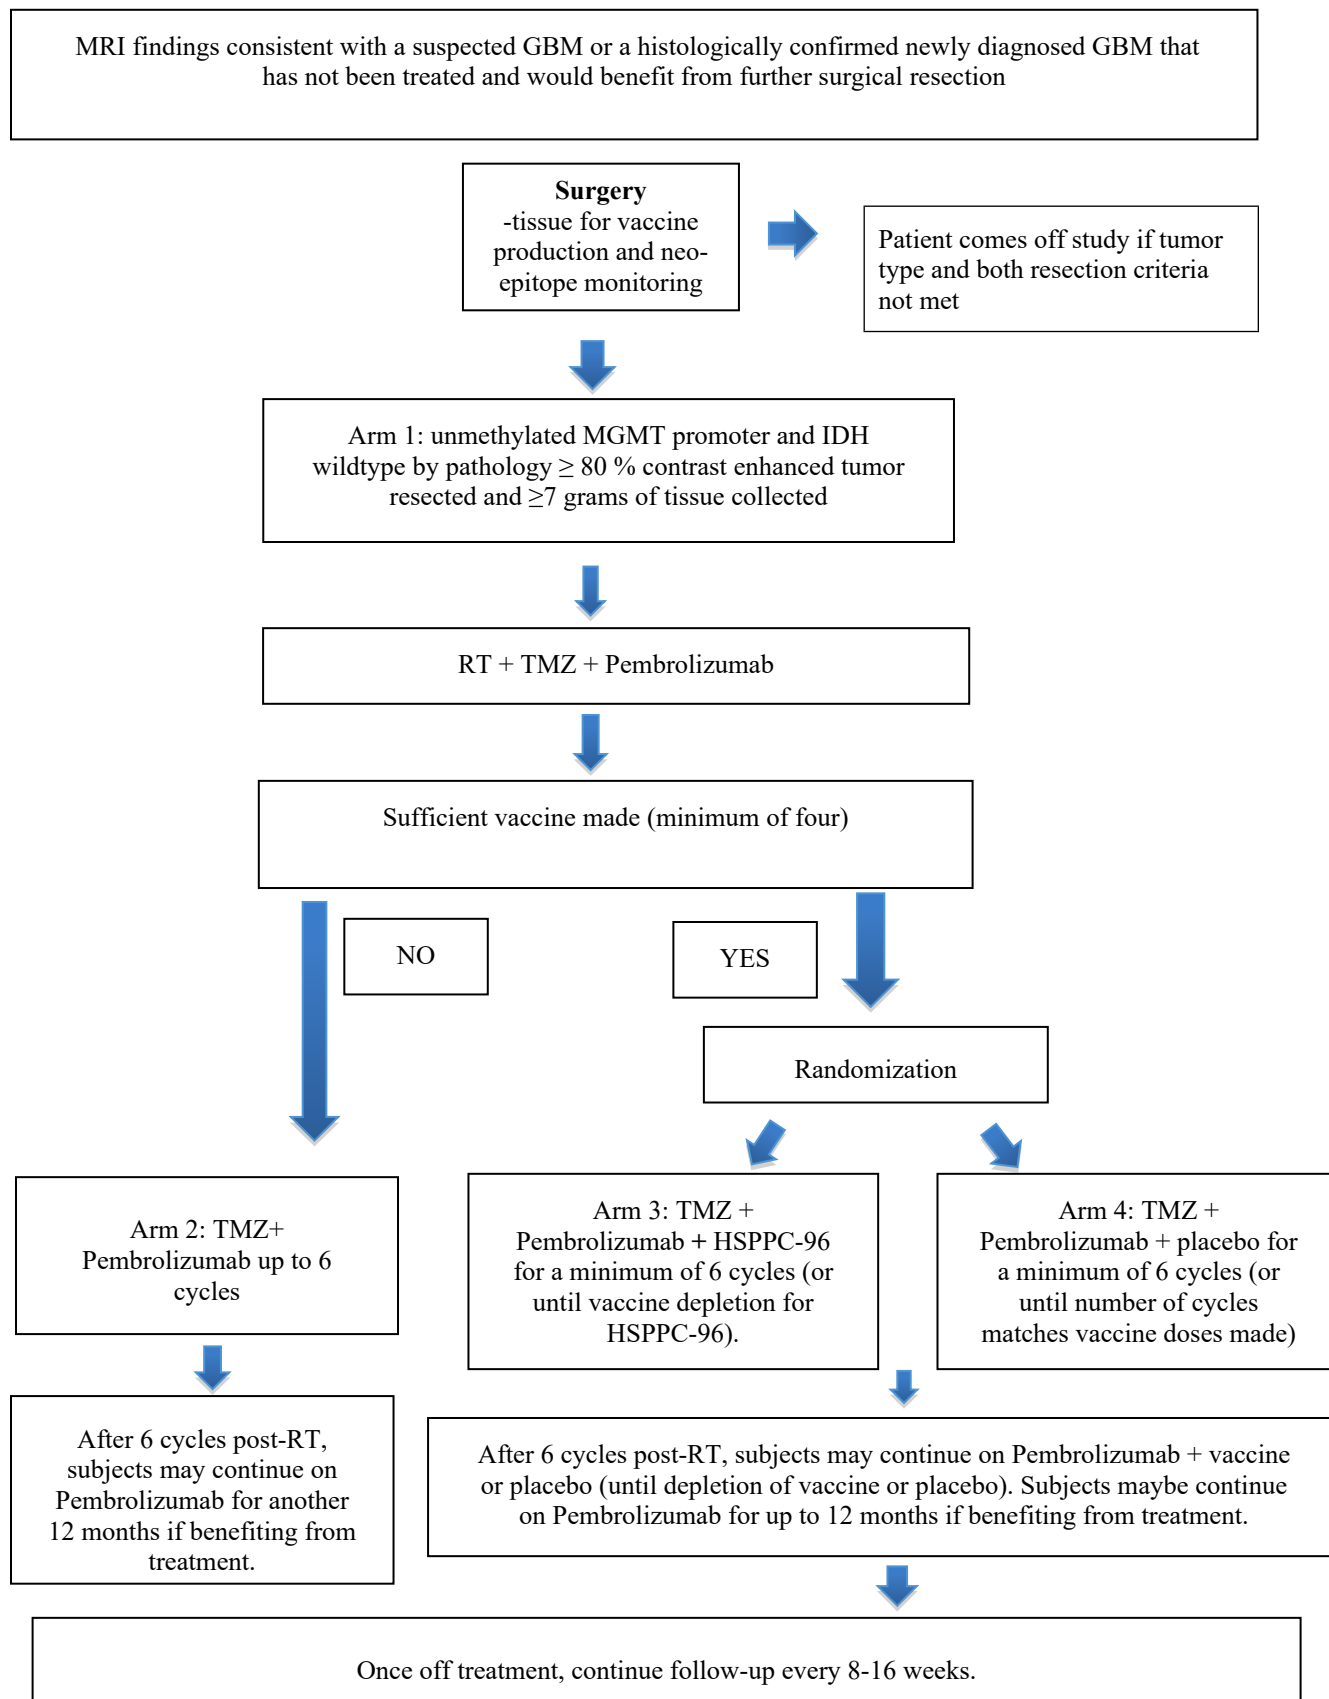 MRI findings consistent with a suspected GBM or a histologically confirmed newly diagnosed GBM that
has not been treated and would benefit from further surgical resection
Surgery
-tissue for vaccine
production and neo-
epitope monitoring
Patient comes off study if tumor
type and both resection criteria
not met
Arm 1: unmethylated MGMT promoter and IDH
wildtype by pathology ≥ 80 % contrast enhanced tumor
resected and ≥7 grams of tissue collected
RT + TMZ + Pembrolizumab
Sufficient vaccine made (minimum of four)
NO
YES
Randomization
Arm 2: TMZ+
Pembrolizumab up to 6
cycles
Arm 3: TMZ +
Pembrolizumab + HSPPC-96
for a minimum of 6 cycles (or
until vaccine depletion for
HSPPC-96).
Arm 4: TMZ +
Pembrolizumab + placebo for
a minimum of 6 cycles (or
until number of cycles
matches vaccine doses made)
After 6 cycles post-RT,
subjects may continue on
Pembrolizumab for another
12 months if benefiting from
treatment.
After 6 cycles post-RT, subjects may continue on Pembrolizumab + vaccine
or placebo (until depletion of vaccine or placebo). Subjects maybe continue
on Pembrolizumab for up to 12 months if benefiting from treatment.
Once off treatment, continue follow-up every 8-16 weeks.